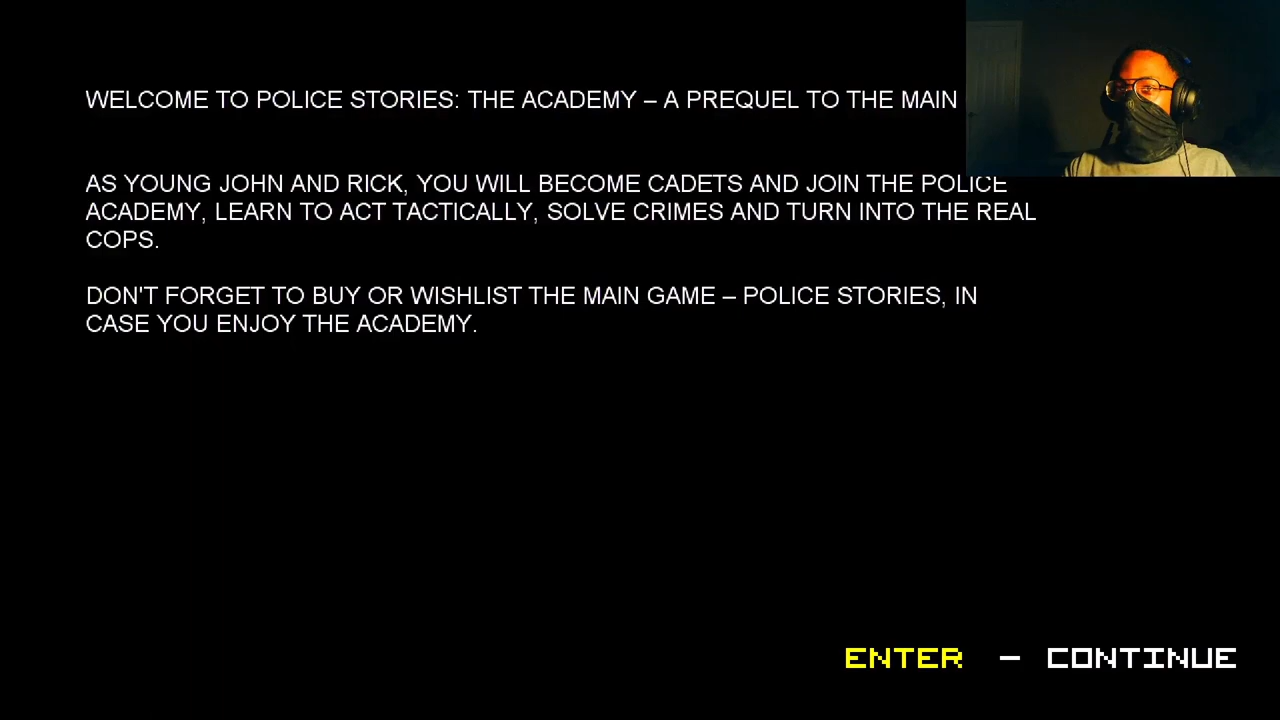 WELCOME TO POLICE STORIES: THE ACADEMY – A PREQUEL TO THE MAIN
AS YOUNG JOHN AND RICK, YOU WILL BECOME CADETS AND JOIN THE POLICE
ACADEMY, LEARN TO ACT TACTICALLY, SOLVE CRIMES AND TURN INTO THE REAL
COPS.
DON'T FORGET TO BUY OR WISHLIST THE MAIN GAME – POLICE STORIES, IN
CASE YOU ENJOY THE ACADEMY.
ENTER – CONTINUE